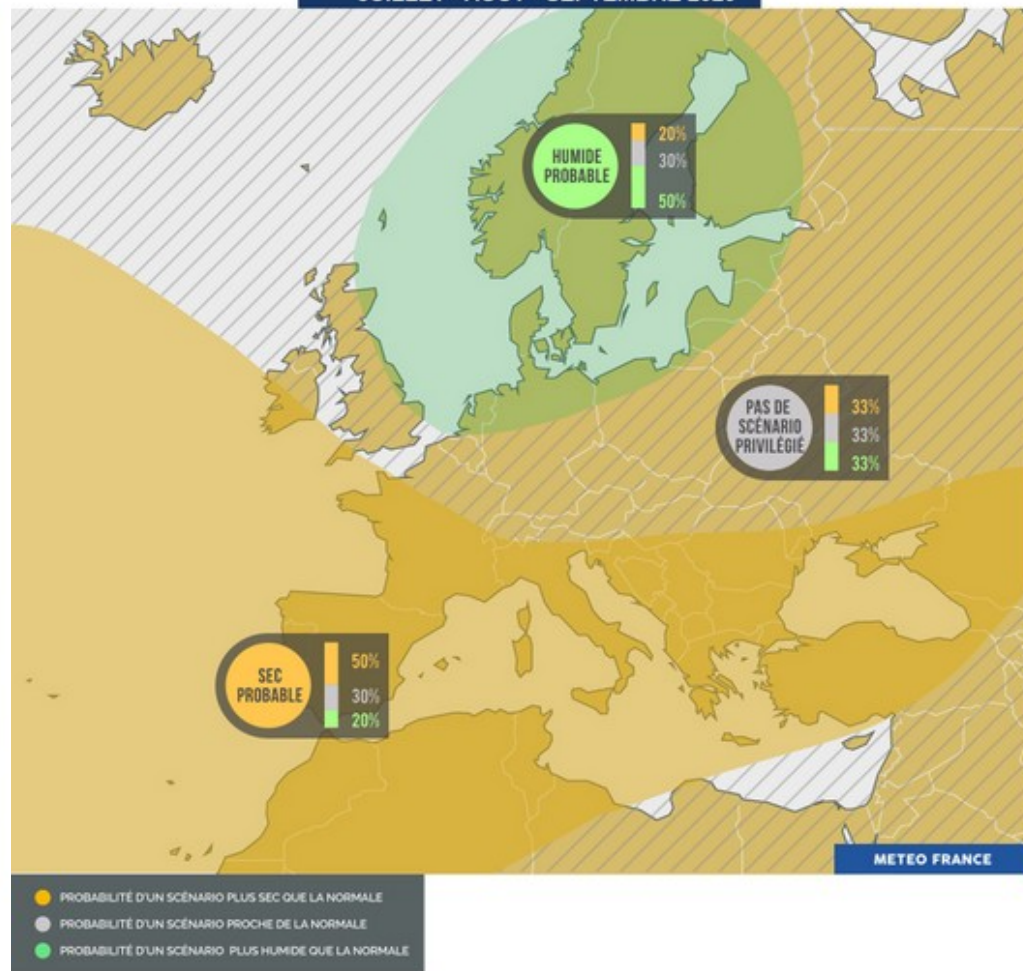 HUMIDE
PROBABLE
20%
30%
50%
PAS DE
SCÉNARIO
PRIVILÉGIÉ
33%
33%
33%
SEC
PROBABLE
50%
30%
20%
METEO FRANCE
PROBABILITÉ D'UN SCÉNARIO PLUS SEC QUE LA NORMALE
PROBABILITÉ D'UN SCÉNARIO PROCHE DE LA NORMALE
PROBABILITÉ D'UN SCÉNARIO PLUS HUMIDE QUE LA NORMALE